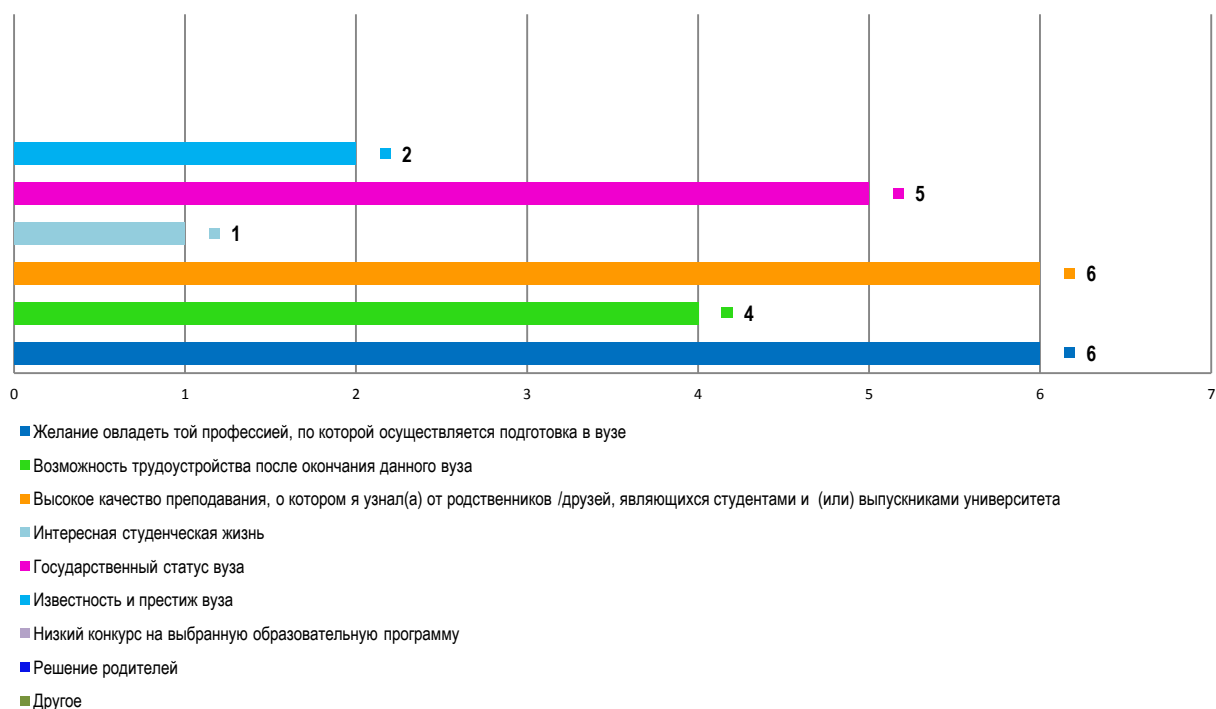 2
5
1
6
4
6
0 1 2 3 4 5 6 7
Желание овладеть той профессией, по которой осуществляется подготовка в вузе
Возможность трудоустройства после окончания данного вуза
Высокое качество преподавания, о котором я узнал(а) от родственников /друзей, являющихся студентами и (или) выпускниками университета
Интересная студенческая жизнь
Государственный статус вуза
Известность и престиж вуза
Низкий конкурс на выбранную образовательную программу
Решение родителей
Другое